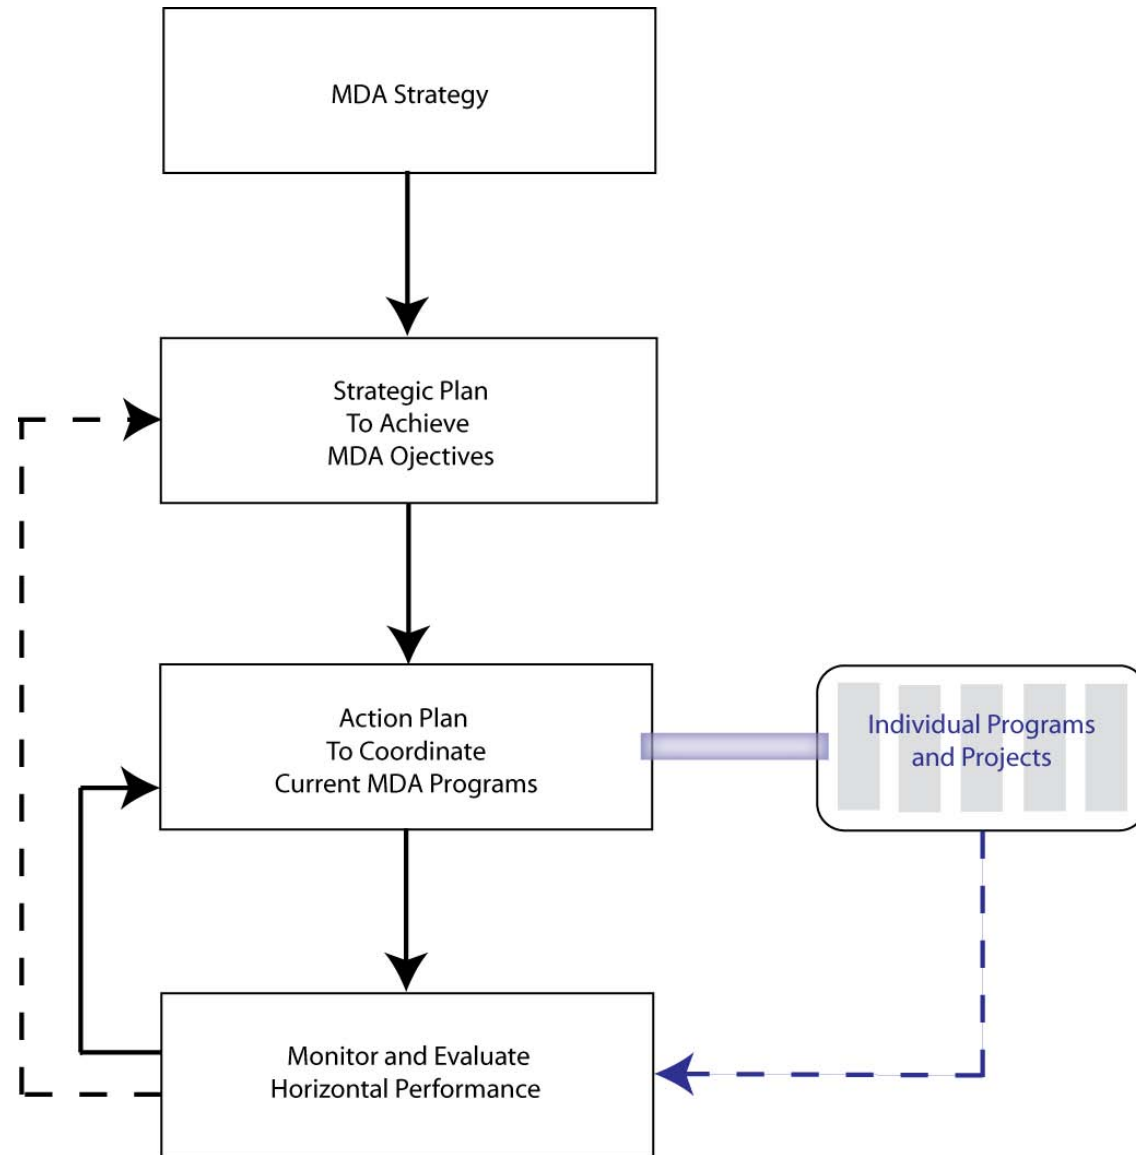 MDA Strategy
Strategic Plan
To Achieve
MDA Ojectives
Action Plan
To Coordinate
Current MDA Programs
Individual Programs
and Projects
Monitor and Evaluate
Horizontal Performance